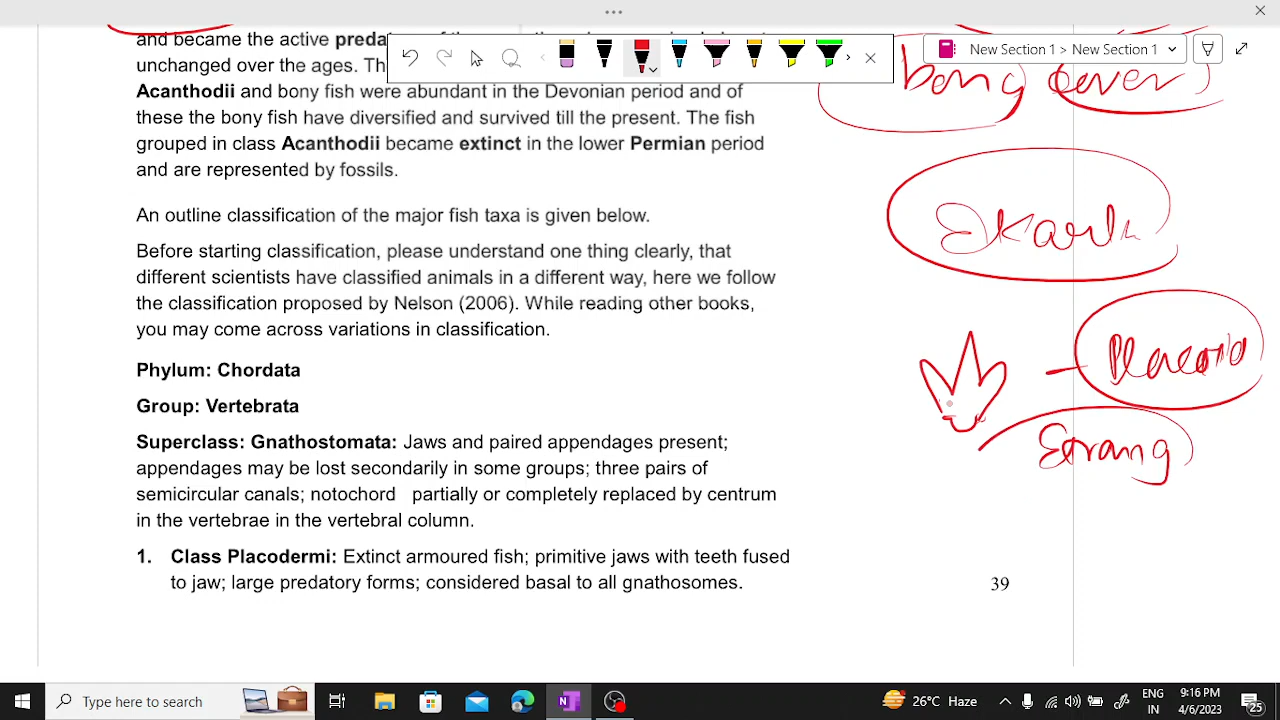 and became the active
unchanged over the ages.
New Section 1 > New Section 1
bony cover
Acanthodii and bony fish were abundant in the Devonian period and of
these the bony fish have diversified and survived till the present. The fish
grouped in class Acanthodii became extinct in the lower Permian period
and are represented by fossils.
An outline classification of the major fish taxa is given below.
Before starting classification, please understand one thing clearly, that
different scientists have classified animals in a different way, here we follow
the classification proposed by Nelson (2006). While reading other books,
you may come across variations in classification.
Phylum: Chordata
Group: Vertebrata
Superclass: Gnathostomata: Jaws and paired appendages present;
appendages may be lost secondarily in some groups; three pairs of
semicircular canals; notochord partially or completely replaced by centrum
in the vertebrae in the vertebral column.
Strong
1. Class Placodermi: Extinct armoured fish; primitive jaws with teeth fused
to jaw; large predatory forms; considered basal to all gnathosomes.
39
Type here to search
26°C Haze
ENG
IN
9:16 PM
4/6/2023
25